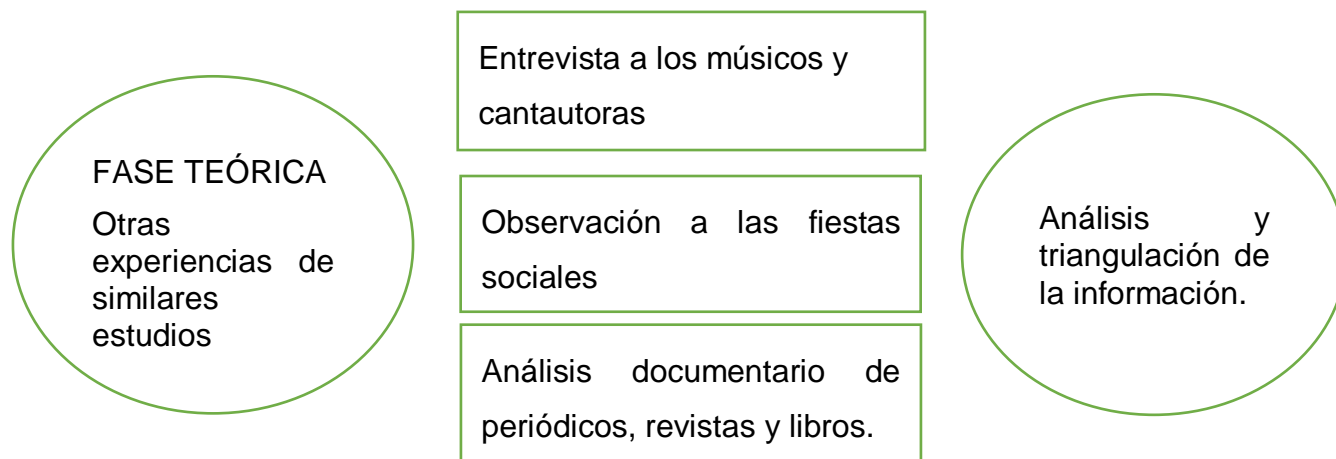 FASE TEÓRICA
Otras
experiencias de
similares
estudios
Entrevista a los músicos y
cantautoras
Observación a las fiestas
sociales
Análisis documentario de
periódicos, revistas y libros.
Análisis y
triangulación de
la información.